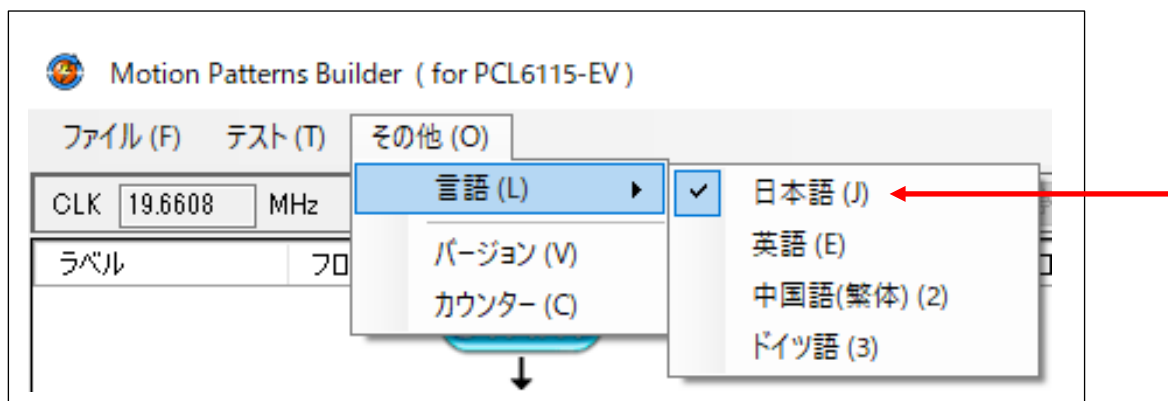 Motion Patterns Builder ( for PCL6115-EV )
ファイル (F) テスト (T) その他 (O)
CLK 19.6608 MHz
言語 (L)
日本語 (J)
英語 (E)
中国語(繁体) (2)
ドイツ語 (3)
バージョン (V)
カウンター (C)
ラベル フロ